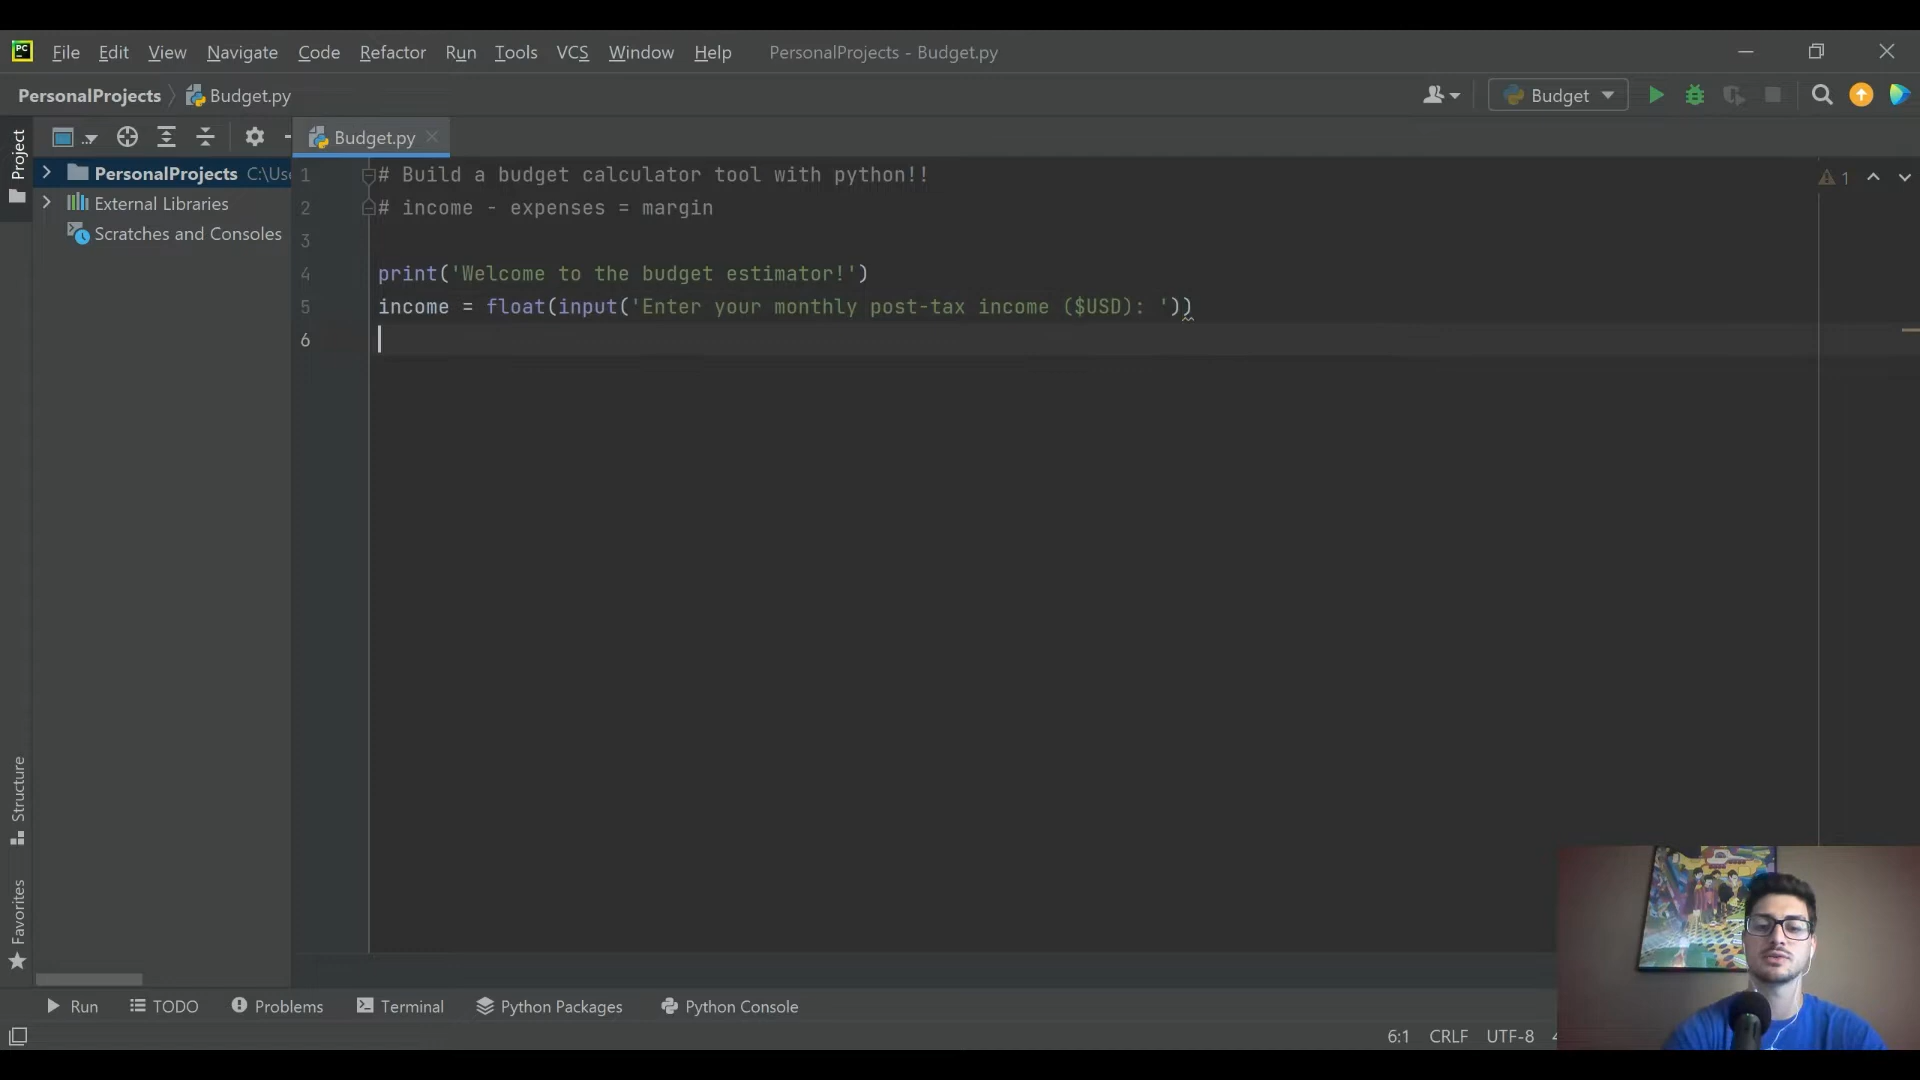 PC File Edit View Navigate Code Refactor Run Tools VCS Window Help PersonalProjects - Budget.py
PersonalProjects Budget.py Budget
Project
Budget.py
PersonalProjects C:\Use
External Libraries
Scratches and Consoles
1 # Build a budget calculator tool with python!!
2 # income - expenses = margin
3
4 print('Welcome to the budget estimator!')
5 income = float(input('Enter your monthly post-tax income ($USD): '))
6
1
Structure
Favorites
Run TODO Problems Terminal Python Packages Python Console
6:1 CRLF UTF-8